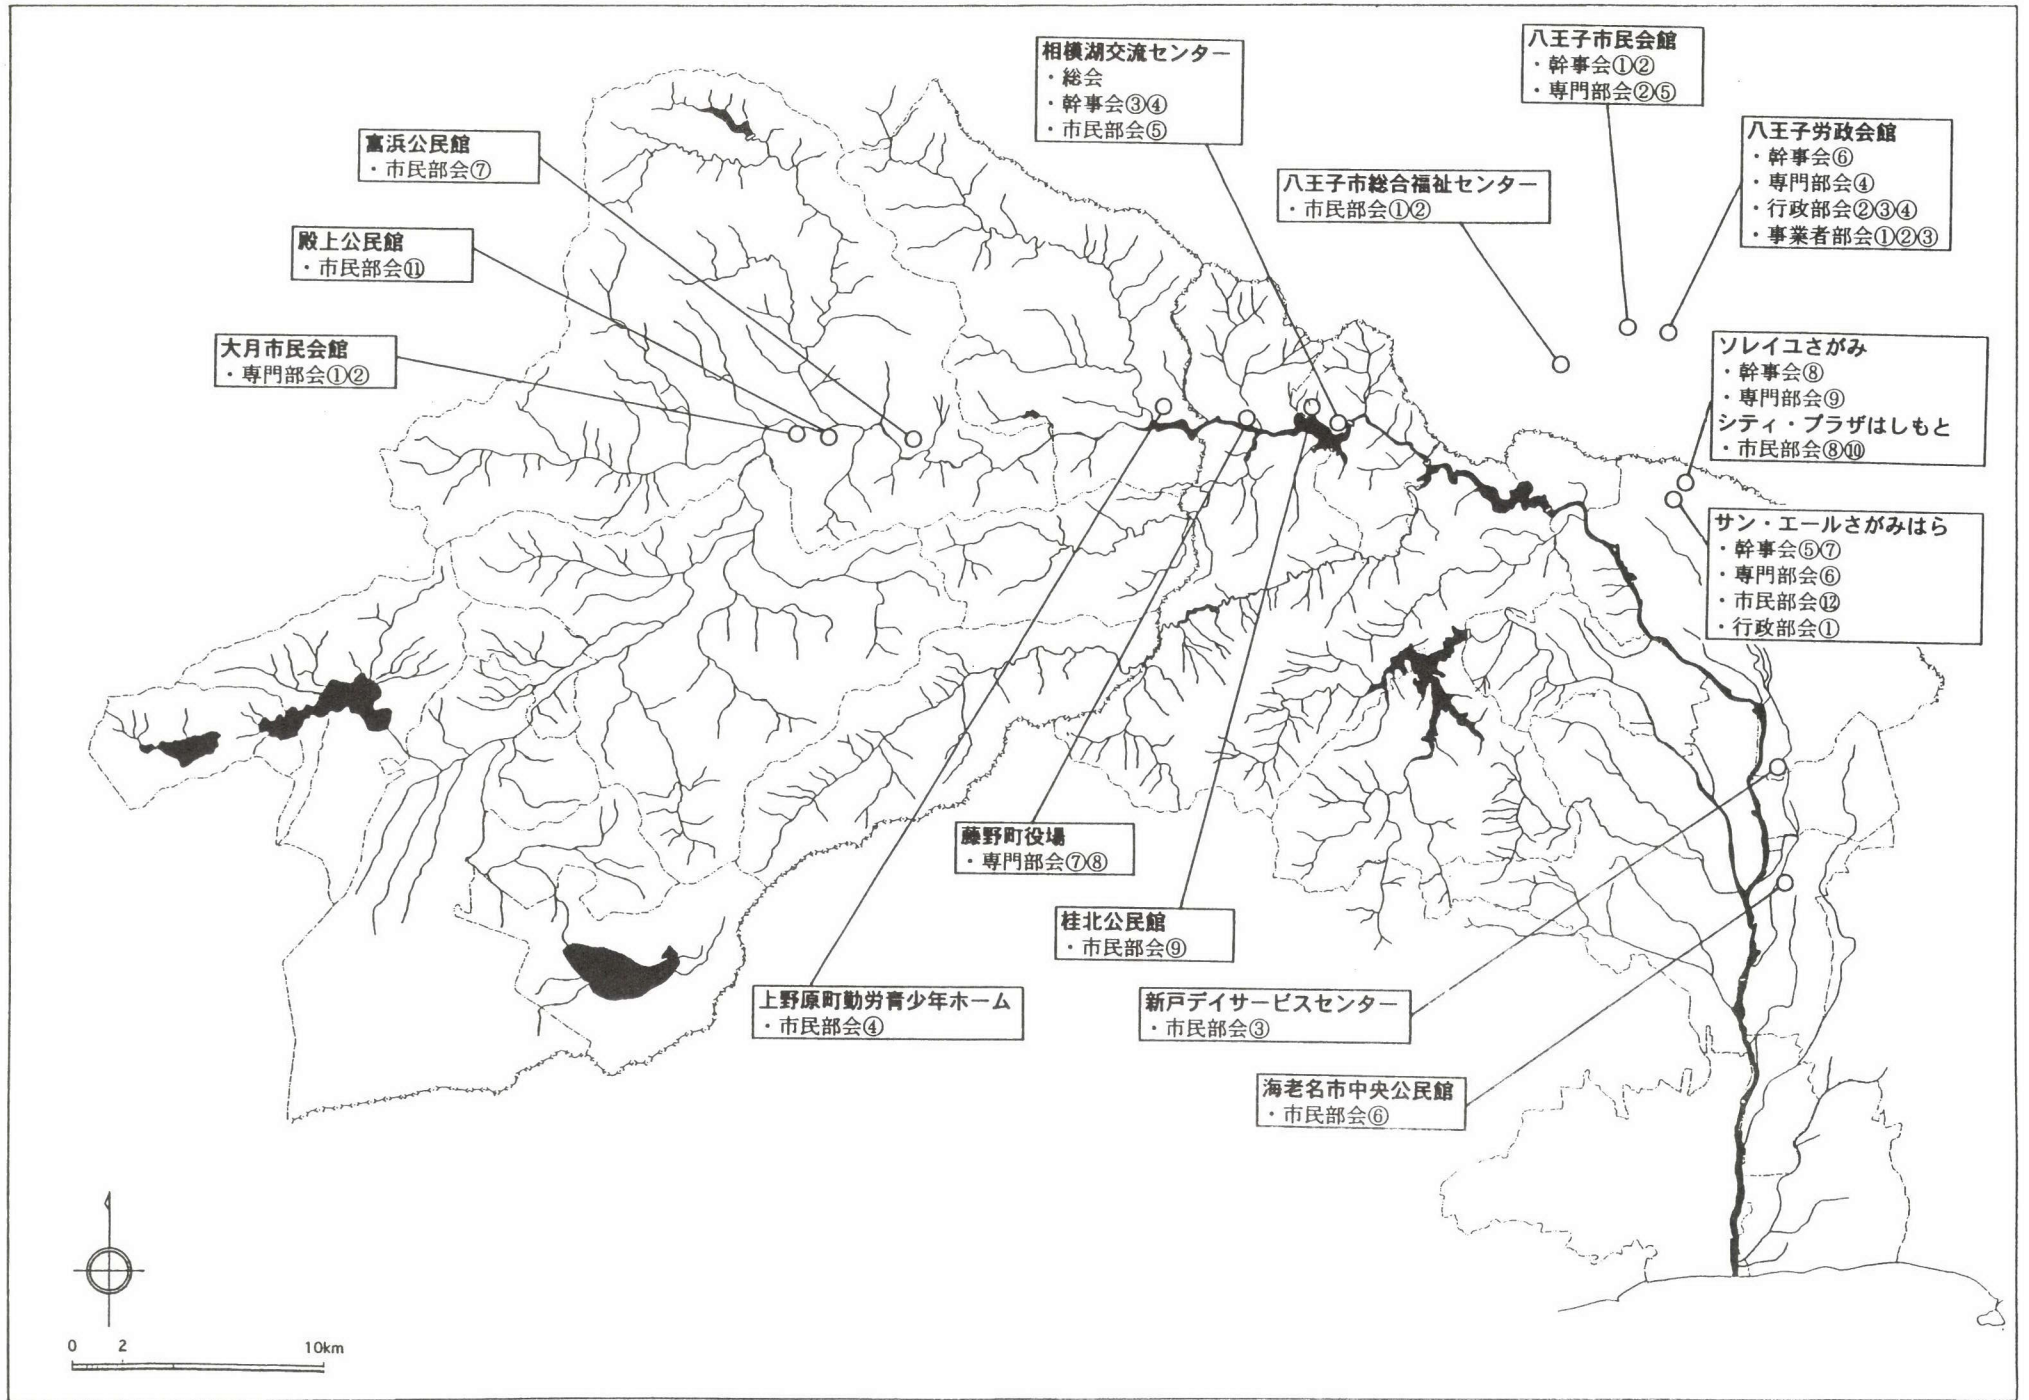 相模湖交流センター
・総会
・幹事会③④
・市民部会⑤
八王子市民会館
・幹事会①②
・専門部会②⑤
八王子労政会館
・幹事会⑥
・専門部会④
・行政部会②③④
・事業者部会①②③
富浜公民館
・市民部会⑦
八王子市総合福祉センター
・市民部会①②
殿上公民館
・市民部会⑪
大月市民会館
・専門部会①②
ソレイユさがみ
・幹事会⑧
・専門部会⑨
シティ・プラザはしもと
・市民部会⑧⑩
サン・エールさがみはら
・幹事会⑤⑦
・専門部会⑥
・市民部会⑫
・行政部会①
藤野町役場
・専門部会⑦⑧
桂北公民館
・市民部会⑨
上野原町勤労青少年ホーム
・市民部会④
新戸デイサービスセンター
・市民部会③
海老名市中央公民館
・市民部会⑥
0 2 10km